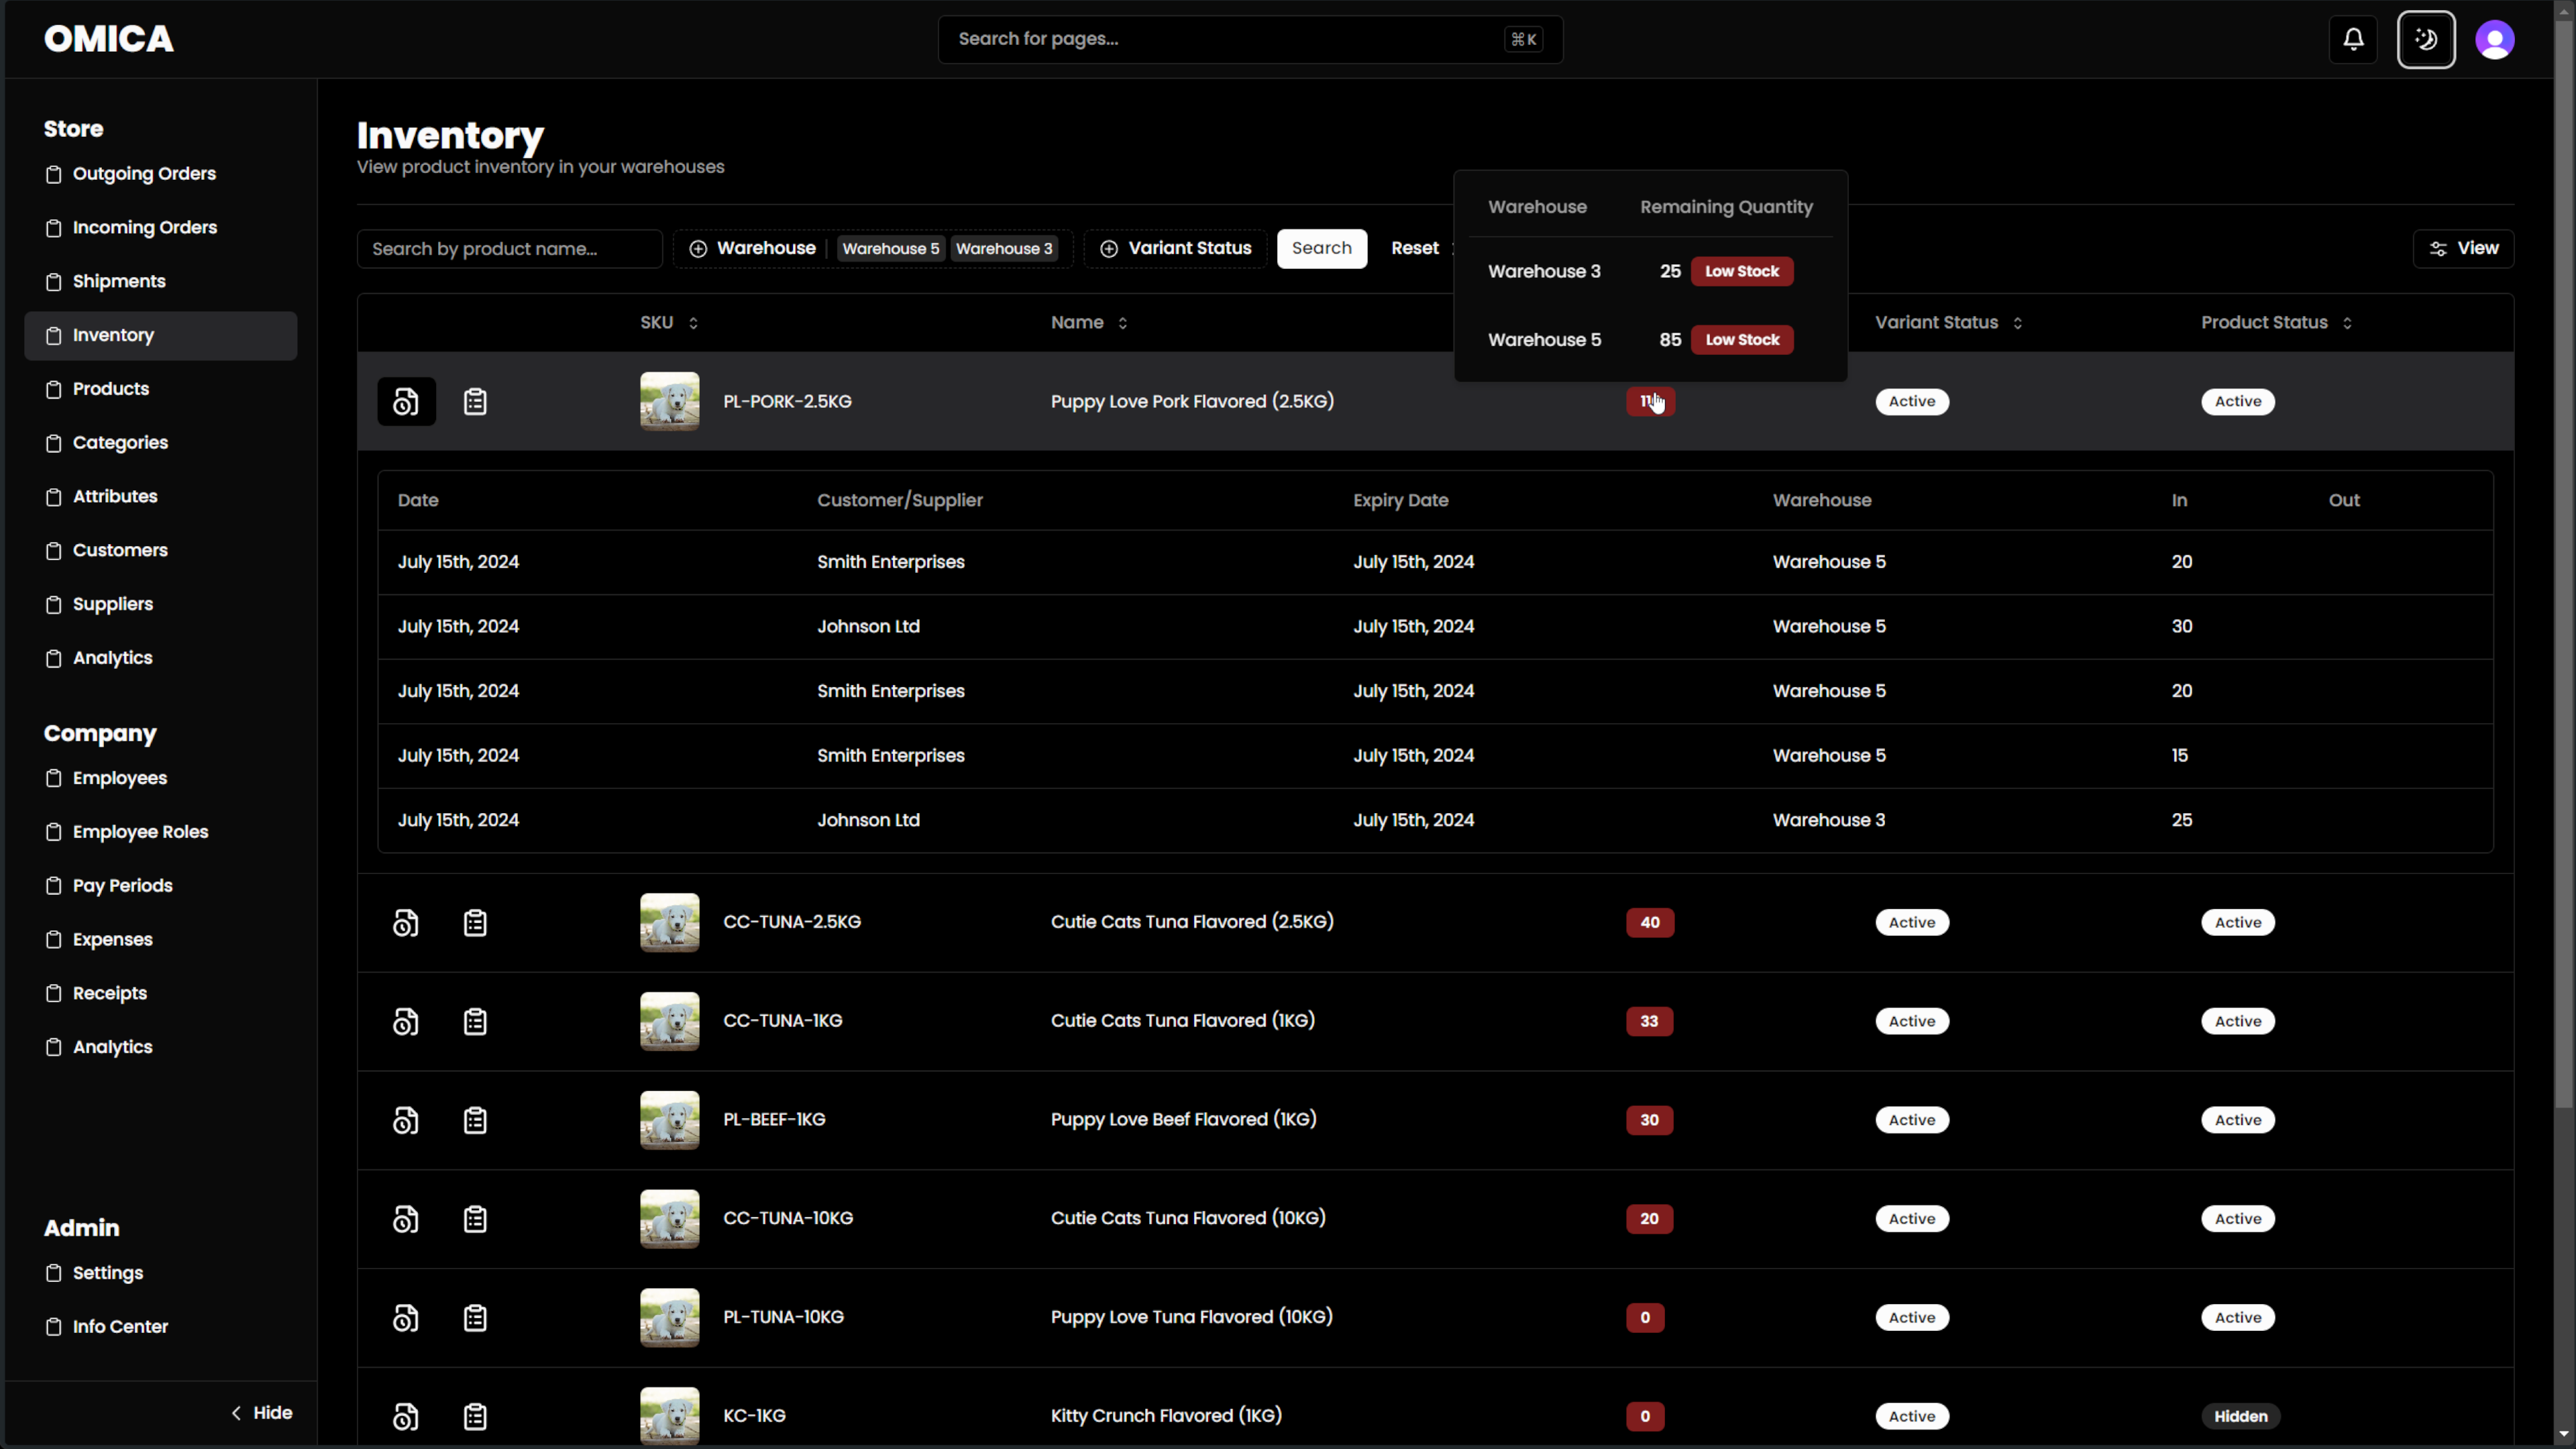 OMICA
Search for pages...
⌘K
Store
Outgoing Orders
Incoming Orders
Shipments
Inventory
Products
Categories
Attributes
Customers
Suppliers
Analytics
Company
Employees
Employee Roles
Pay Periods
Expenses
Receipts
Analytics
Admin
Settings
Info Center
Hide
Inventory
View product inventory in your warehouses
Search by product name... Warehouse Warehouse 5 Warehouse 3 Variant Status Search Reset View
Warehouse Remaining Quantity
Warehouse 3 25 Low Stock
Warehouse 5 85 Low Stock
SKU Name Variant Status Product Status
PL-PORK-2.5KG Puppy Love Pork Flavored (2.5KG) Active Active
Date Customer/Supplier Expiry Date Warehouse In Out
July 15th, 2024 Smith Enterprises July 15th, 2024 Warehouse 5 20
July 15th, 2024 Johnson Ltd July 15th, 2024 Warehouse 5 30
July 15th, 2024 Smith Enterprises July 15th, 2024 Warehouse 5 20
July 15th, 2024 Smith Enterprises July 15th, 2024 Warehouse 5 15
July 15th, 2024 Johnson Ltd July 15th, 2024 Warehouse 3 25
CC-TUNA-2.5KG Cutie Cats Tuna Flavored (2.5KG) 40 Active Active
CC-TUNA-1KG Cutie Cats Tuna Flavored (1KG) 33 Active Active
PL-BEEF-1KG Puppy Love Beef Flavored (1KG) 30 Active Active
CC-TUNA-10KG Cutie Cats Tuna Flavored (10KG) 20 Active Active
PL-TUNA-10KG Puppy Love Tuna Flavored (10KG) 0 Active Active
KC-1KG Kitty Crunch Flavored (1KG) 0 Active Hidden